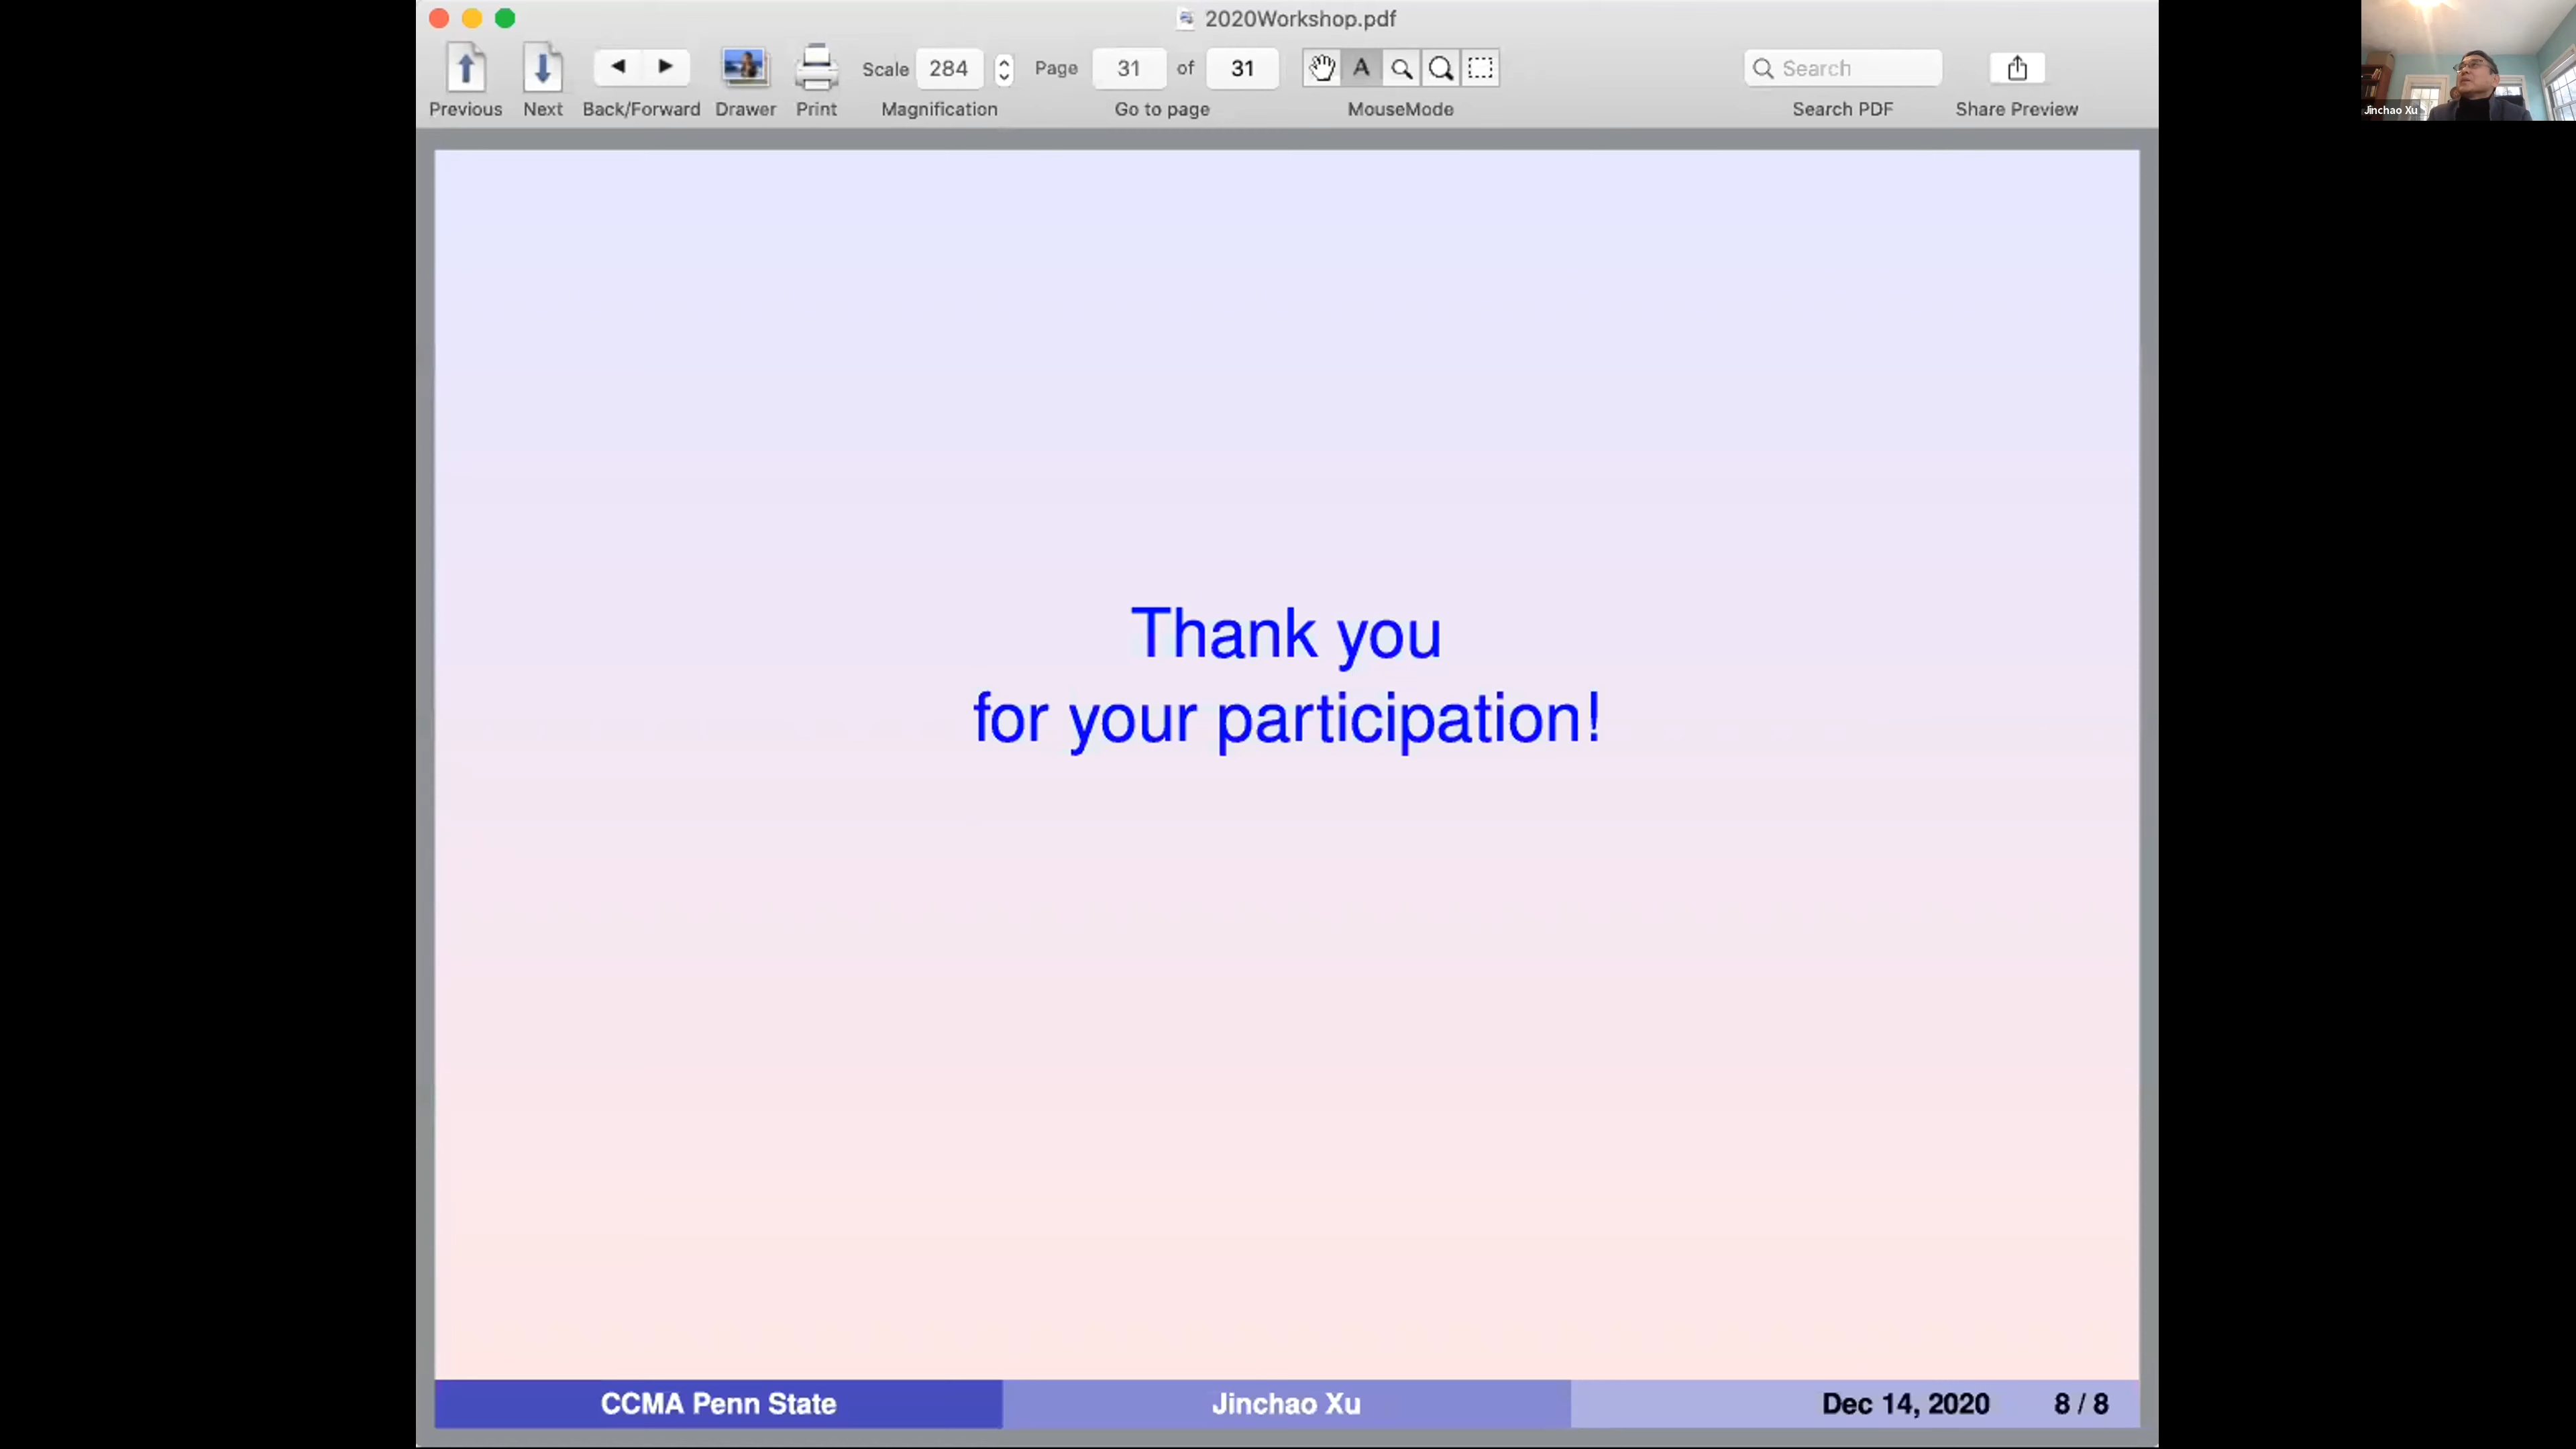 2020Workshop.pdf
Scale 284 Page 31 of 31 A Search
Previous Next Back/Forward Drawer Print Magnification Go to page MouseMode Search PDF Share Preview
Jinchao Xu
Thank you
for your participation!
CCMA Penn State Jinchao Xu Dec 14, 2020 8 / 8